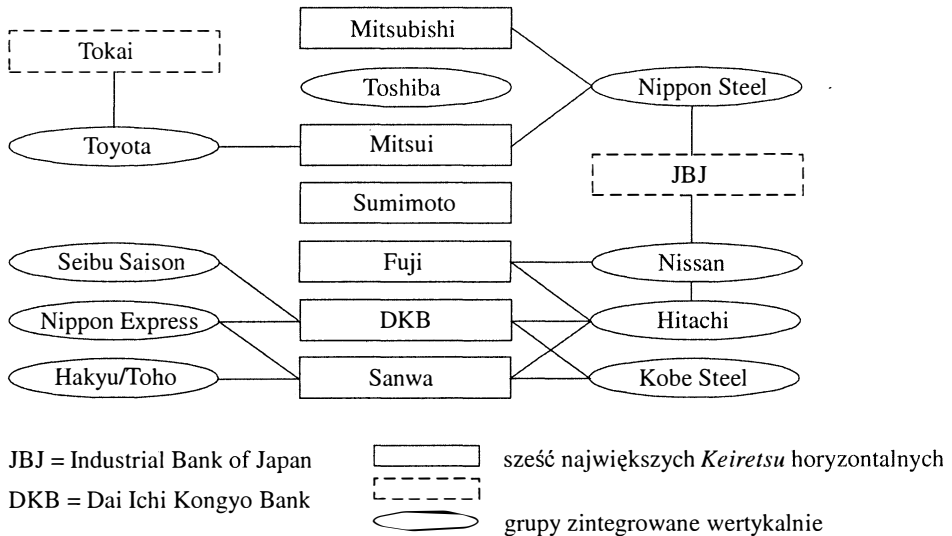 Mitsubishi
Tokai
Toshiba
Nippon Steel
Toyota
Mitsui
JBJ
Sumimoto
Seibu Saison
Fuji
Nissan
Nippon Express
DKB
Hitachi
Hakyu/Toho
Sanwa
Kobe Steel
JBJ = Industrial Bank of Japan
sześć największych Keiretsu horyzontalnych
DKB = Dai Ichi Kongyo Bank
grupy zintegrowane wertykalnie